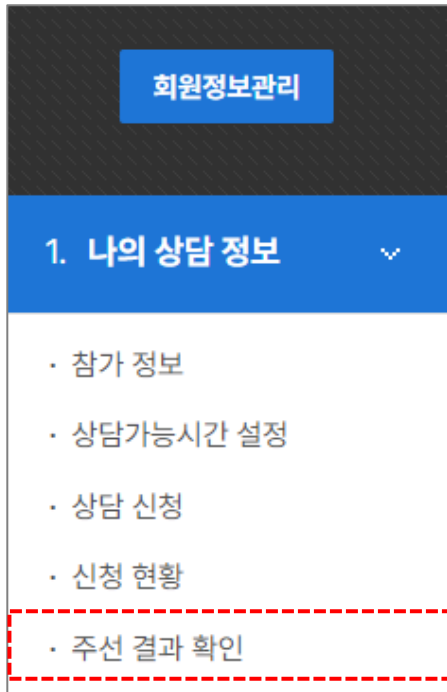 회원정보관리
1. 나의 상담 정보
· 참가 정보
· 상담가능시간 설정
· 상담 신청
· 신청 현황
· 주선 결과 확인